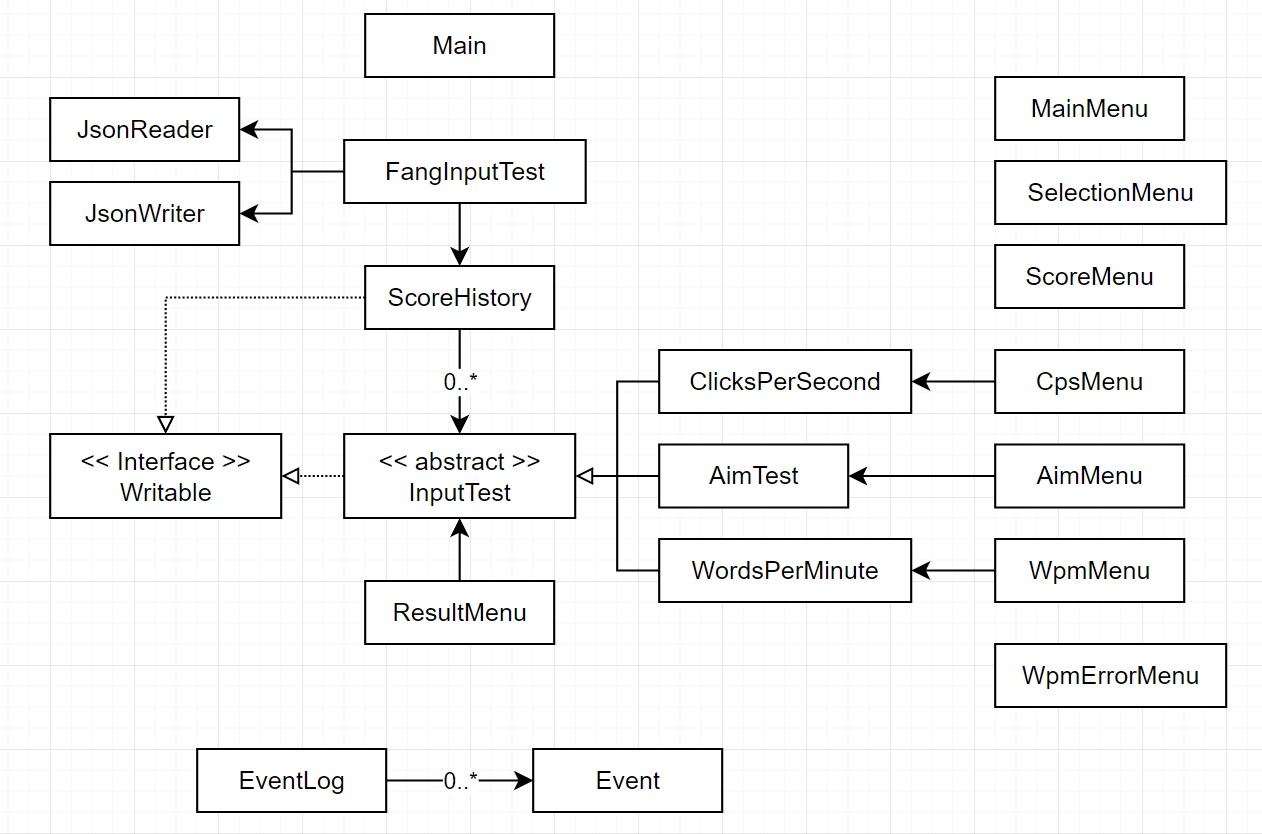 Main
MainMenu
JsonReader
FangInputTest
SelectionMenu
JsonWriter
ScoreHistory
ScoreMenu
0..*
ClicksPerSecond
CpsMenu
<< Interface >>
Writable
<< abstract >>
InputTest
AimTest
AimMenu
WordsPerMinute
WpmMenu
ResultMenu
WpmErrorMenu
EventLog
0..*
Event